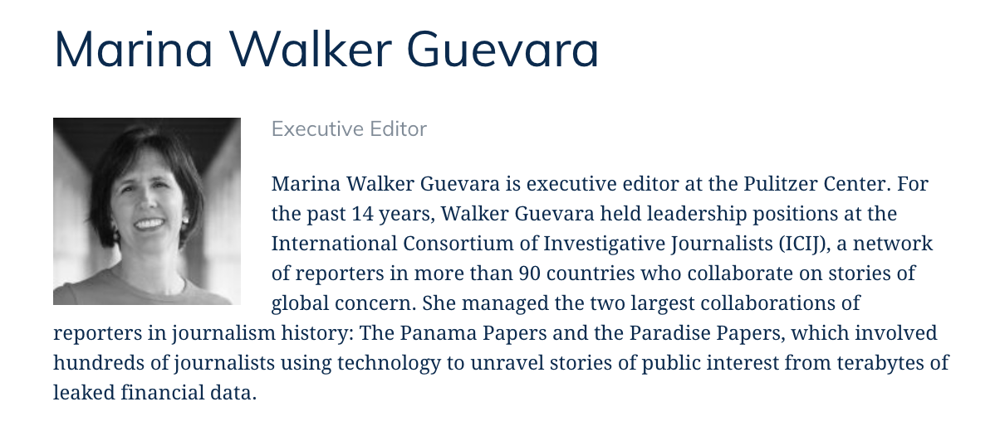 Marina Walker Guevara
Executive Editor
Marina Walker Guevara is executive editor at the Pulitzer Center. For
the past 14 years, Walker Guevara held leadership positions at the
International Consortium of Investigative Journalists (ICIJ), a network
of reporters in more than 90 countries who collaborate on stories of
global concern. She managed the two largest collaborations of
reporters in journalism history: The Panama Papers and the Paradise Papers, which involved
hundreds of journalists using technology to unravel stories of public interest from terabytes of
leaked financial data.